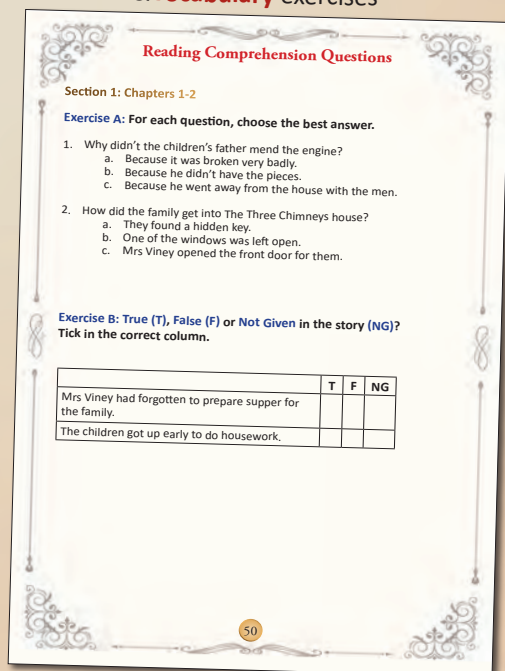 Vocabulary exercises
Reading Comprehension Questions
Section 1: Chapters 1-2
Exercise A: For each question, choose the best answer.
1. Why didn't the children's father mend the engine?
a. Because it was broken very badly.
b. Because he didn't have the pieces.
c. Because he went away from the house with the men.
2. How did the family get into The Three Chimneys house?
a. They found a hidden key.
b. One of the windows was left open.
c. Mrs Viney opened the front door for them.
Exercise B: True (T), False (F) or Not Given in the story (NG)?
Tick in the correct column.
T F NG
Mrs Viney had forgotten to prepare supper for
the family.
The children got up early to do housework.
50